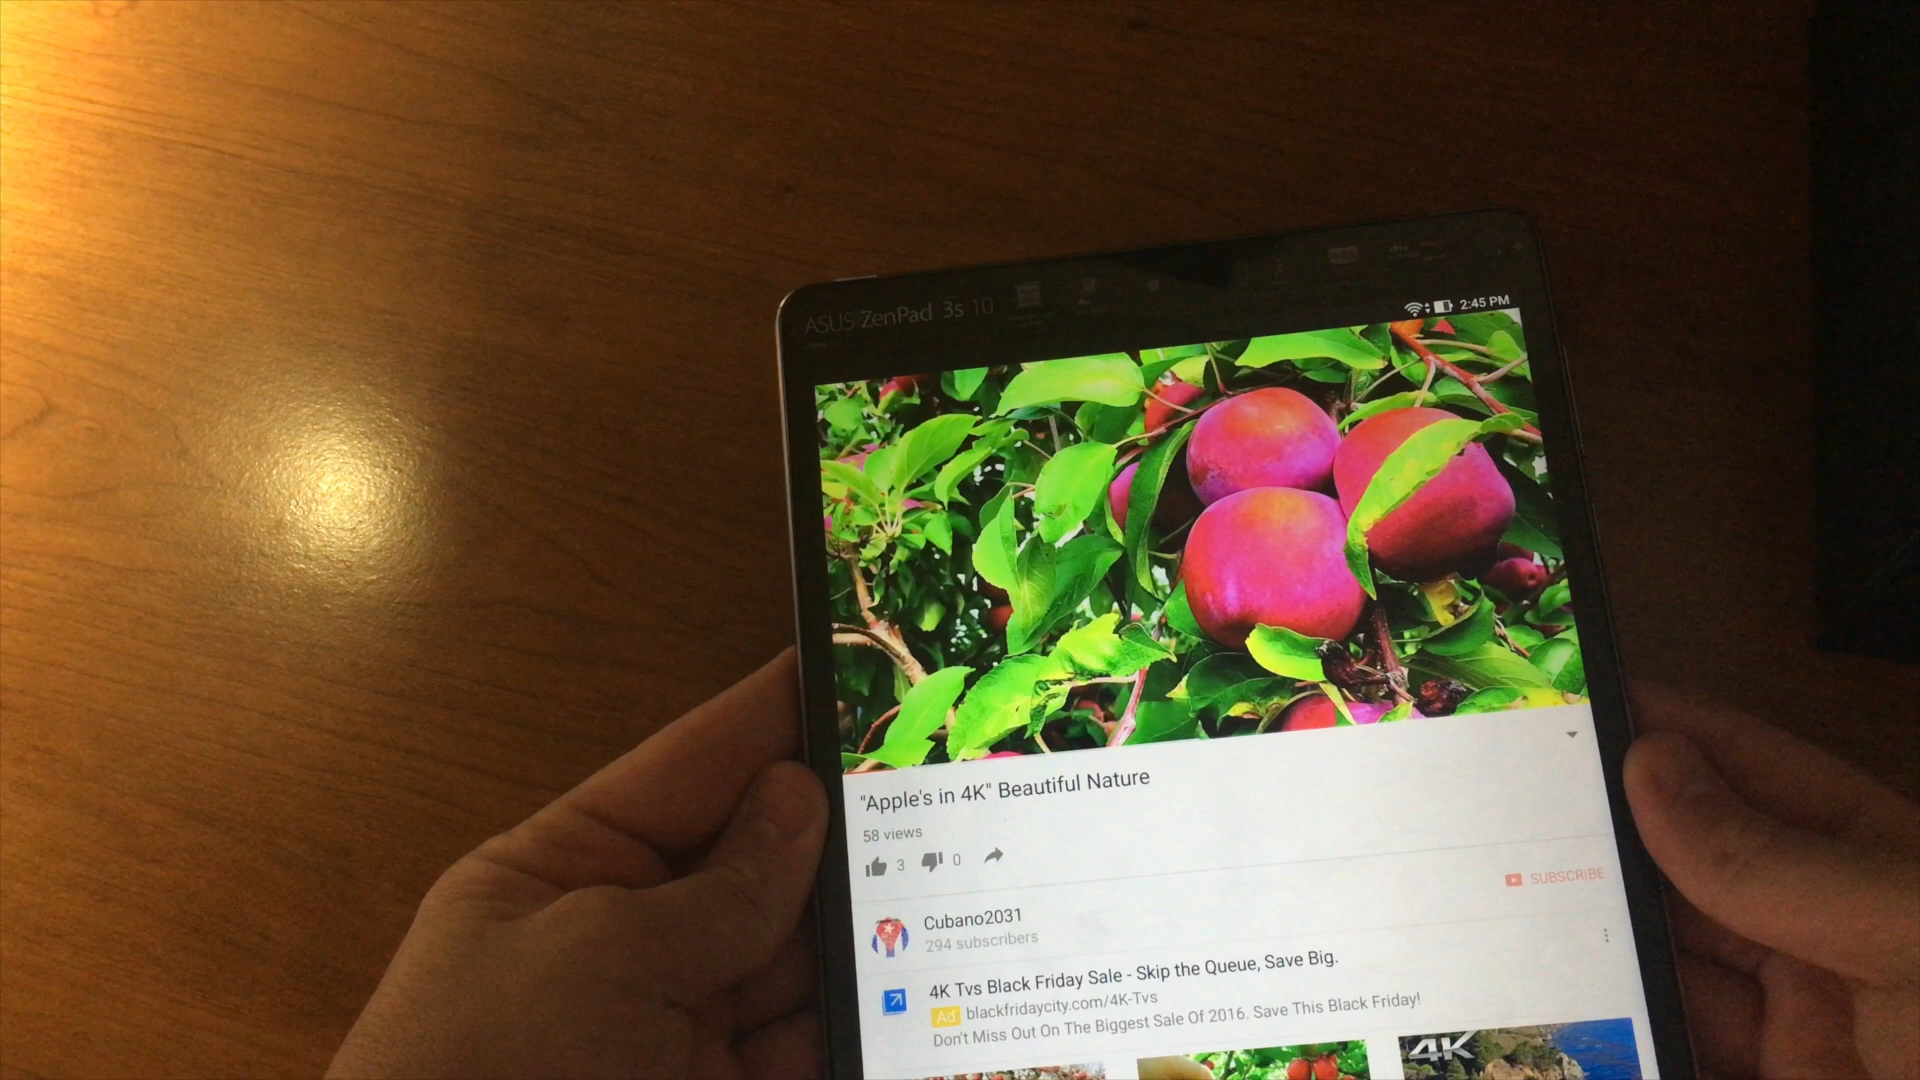 ASUS ZenPad 3s 10
2:45 PM
"Apple's in 4K" Beautiful Nature
58 views
3 0
SUBSCRIBE
Cubano2031
294 subscribers
4K Tvs Black Friday Sale - Skip the Queue, Save Big.
Ad blackfridaycity.com/4K-Tvs
Don't Miss Out On The Biggest Sale Of 2016. Save This Black Friday!
4K